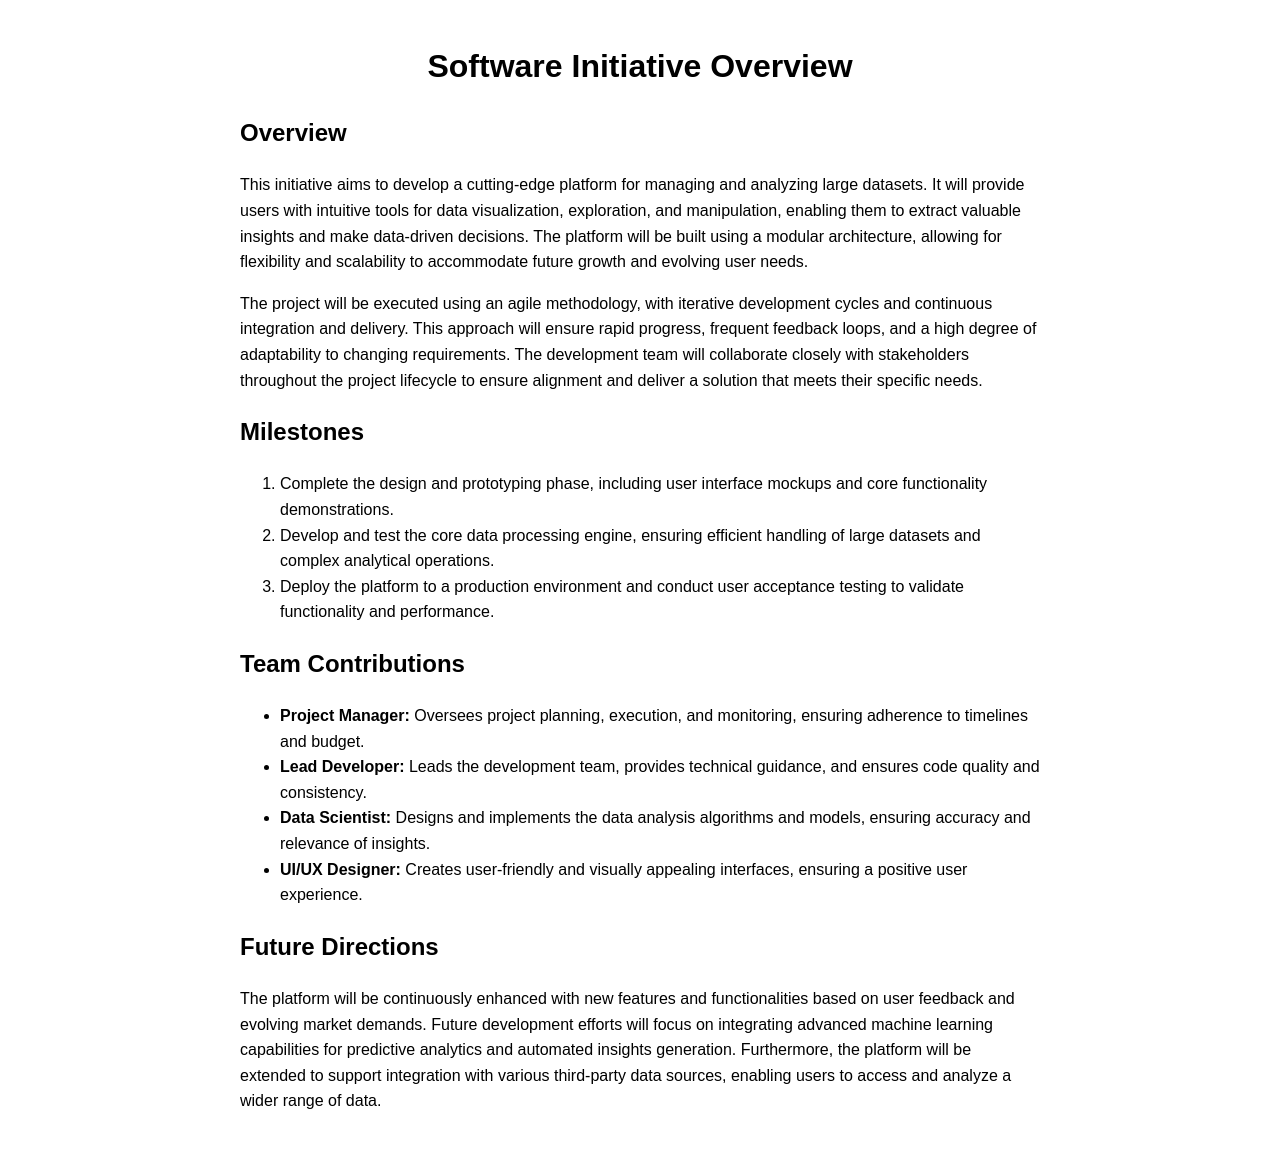 Software Initiative Overview
Overview
This initiative aims to develop a cutting-edge platform for managing and analyzing large datasets. It will provide
users with intuitive tools for data visualization, exploration, and manipulation, enabling them to extract valuable
insights and make data-driven decisions. The platform will be built using a modular architecture, allowing for
flexibility and scalability to accommodate future growth and evolving user needs.
The project will be executed using an agile methodology, with iterative development cycles and continuous
integration and delivery. This approach will ensure rapid progress, frequent feedback loops, and a high degree of
adaptability to changing requirements. The development team will collaborate closely with stakeholders
throughout the project lifecycle to ensure alignment and deliver a solution that meets their specific needs.
Milestones
1. Complete the design and prototyping phase, including user interface mockups and core functionality
demonstrations.
2. Develop and test the core data processing engine, ensuring efficient handling of large datasets and
complex analytical operations.
3. Deploy the platform to a production environment and conduct user acceptance testing to validate
functionality and performance.
Team Contributions
• Project Manager: Oversees project planning, execution, and monitoring, ensuring adherence to timelines
and budget.
• Lead Developer: Leads the development team, provides technical guidance, and ensures code quality and
consistency.
• Data Scientist: Designs and implements the data analysis algorithms and models, ensuring accuracy and
relevance of insights.
• UI/UX Designer: Creates user-friendly and visually appealing interfaces, ensuring a positive user
experience.
Future Directions
The platform will be continuously enhanced with new features and functionalities based on user feedback and
evolving market demands. Future development efforts will focus on integrating advanced machine learning
capabilities for predictive analytics and automated insights generation. Furthermore, the platform will be
extended to support integration with various third-party data sources, enabling users to access and analyze a
wider range of data.